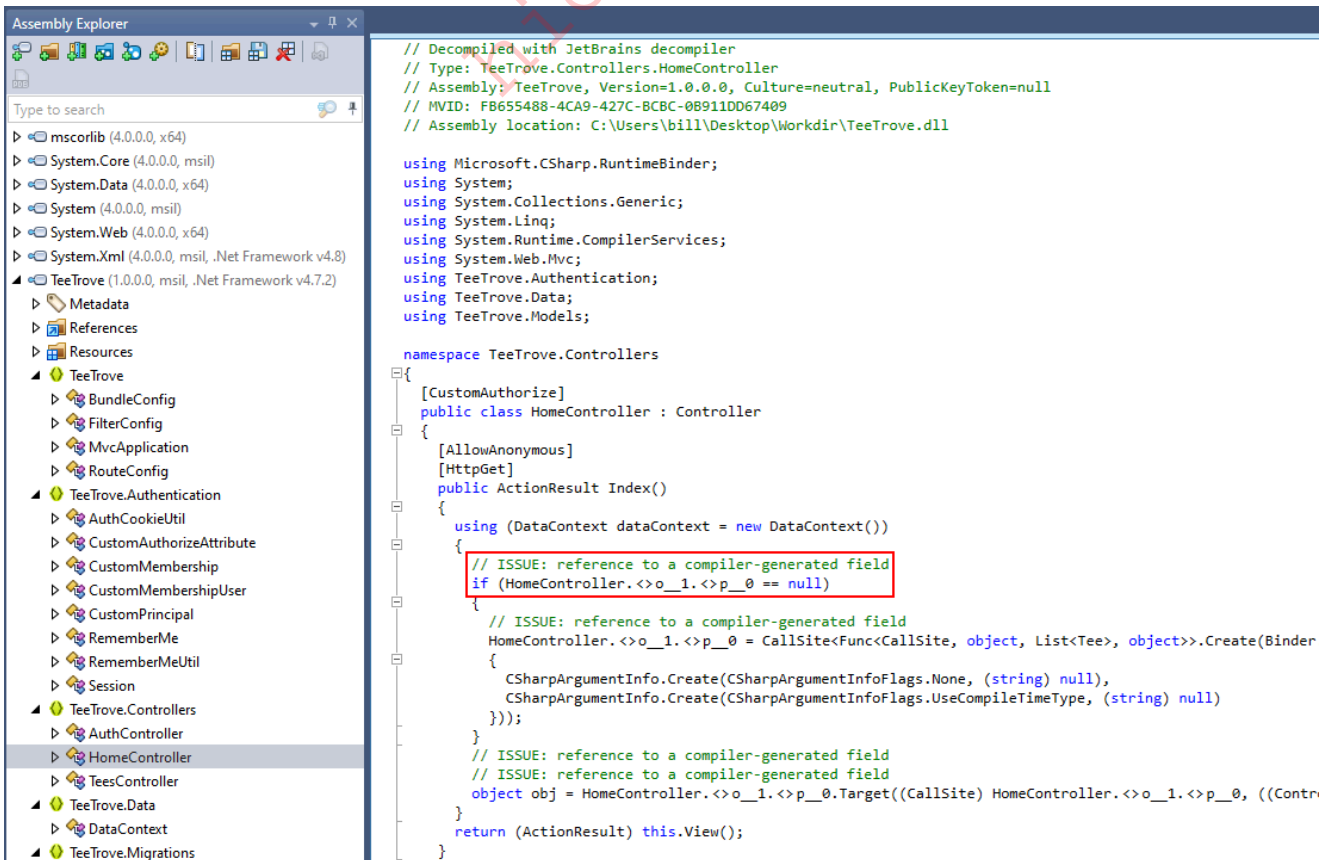 Assembly Explorer
Type to search
mscorlib (4.0.0.0, x64)
System.Core (4.0.0.0, msil)
System.Data (4.0.0.0, x64)
System (4.0.0.0, msil)
System.Web (4.0.0.0, x64)
System.Xml (4.0.0.0, msil, .Net Framework v4.8)
TeeTrove (1.0.0.0, msil, .Net Framework v4.7.2)
Metadata
References
Resources
TeeTrove
BundleConfig
FilterConfig
MvcApplication
RouteConfig
TeeTrove.Authentication
AuthCookieUtil
CustomAuthorizeAttribute
CustomMembership
CustomMembershipUser
CustomPrincipal
RememberMe
RememberMeUtil
Session
TeeTrove.Controllers
AuthController
HomeController
TeesController
TeeTrove.Data
DataContext
TeeTrove.Migrations
// Decompiled with JetBrains decompiler
// Type: TeeTrove.Controllers.HomeController
// Assembly: TeeTrove, Version=1.0.0.0, Culture=neutral, PublicKeyToken=null
// MVID: FB655488-4CA9-427C-BCBC-0B911DD67409
// Assembly location: C:\Users\bill\Desktop\Workdir\TeeTrove.dll
using Microsoft.CSharp.RuntimeBinder;
using System;
using System.Collections.Generic;
using System.Linq;
using System.Runtime.CompilerServices;
using System.Web.Mvc;
using TeeTrove.Authentication;
using TeeTrove.Data;
using TeeTrove.Models;
namespace TeeTrove.Controllers
{
[CustomAuthorize]
public class HomeController : Controller
{
[AllowAnonymous]
[HttpGet]
public ActionResult Index()
{
using (DataContext dataContext = new DataContext())
{
// ISSUE: reference to a compiler-generated field
if (HomeController.<>o__1.<>p__0 == null)
{
// ISSUE: reference to a compiler-generated field
HomeController.<>o__1.<>p__0 = CallSite<Func<CallSite, object, List<Tee>, object>>.Create(Binder
{
CSharpArgumentInfo.Create(CSharpArgumentInfoFlags.None, (string) null),
CSharpArgumentInfo.Create(CSharpArgumentInfoFlags.UseCompileTimeType, (string) null)
}));
}
// ISSUE: reference to a compiler-generated field
// ISSUE: reference to a compiler-generated field
object obj = HomeController.<>o__1.<>p__0.Target((CallSite) HomeController.<>o__1.<>p__0, ((Contr
}
return (ActionResult) this.View();
}